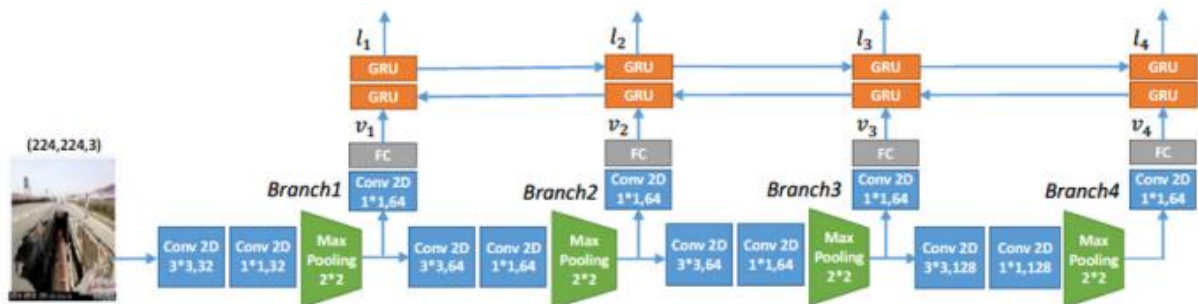 l₁ l₂ l₃ l₄
GRU GRU GRU GRU
GRU GRU GRU GRU
v₁ v₂ v₃ v₄
(224,224,3)
FC FC FC FC
Branch1 Conv 2D 1*1,64
Branch2 Conv 2D 1*1,64
Branch3 Conv 2D 1*1,64
Branch4 Conv 2D 1*1,64
Conv 2D 3*3,32
Conv 2D 1*1,32
Max Pooling 2*2
Conv 2D 3*3,64
Conv 2D 1*1,64
Max Pooling 2*2
Conv 2D 3*3,64
Conv 2D 1*1,64
Max Pooling 2*2
Conv 2D 3*3,128
Conv 2D 1*1,128
Max Pooling 2*2